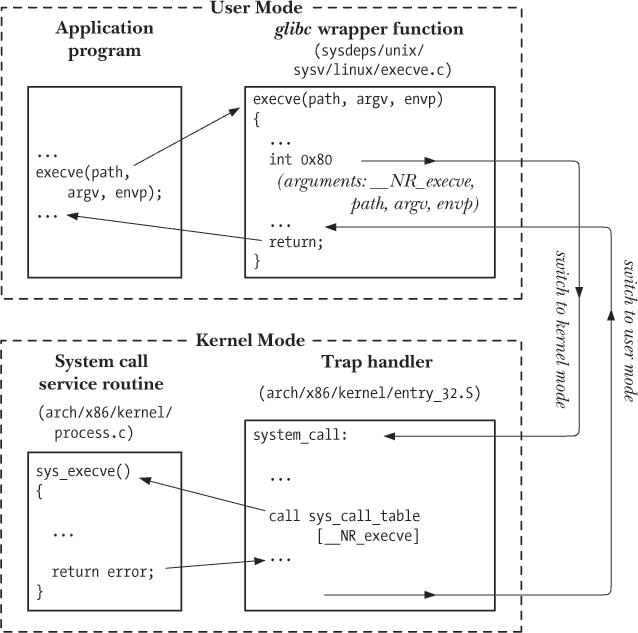 User Mode
Application
program
...
execve(path,
argv, envp);
...
glibc wrapper function
(sysdeps/unix/
sysv/linux/execve.c)
execve(path, argv, envp)
{
...
int 0x80
(arguments: __NR_execve,
path, argv, envp)
...
return;
}
switch to kernel mode
switch to user mode
Kernel Mode
System call
service routine
(arch/x86/kernel/
process.c)
sys_execve()
{
...
return error;
}
Trap handler
(arch/x86/kernel/entry_32.S)
system_call:
...
call sys_call_table
[__NR_execve]
...